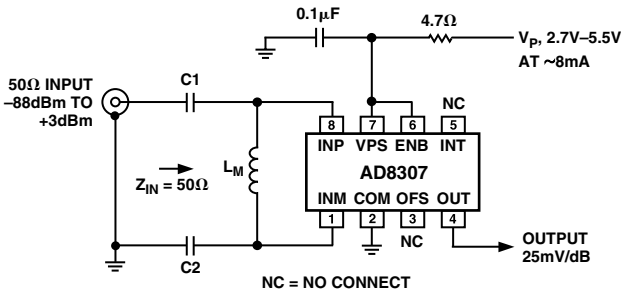 0.1μF
4.7Ω
V_P, 2.7V–5.5V
AT ~8mA
50Ω INPUT
–88dBm TO
+3dBm
C1
NC
8 7 6 5
INP VPS ENB INT
L_M
AD8307
Z_IN = 50Ω
INM COM OFS OUT
1 2 3 4
NC
C2
OUTPUT
25mV/dB
NC = NO CONNECT